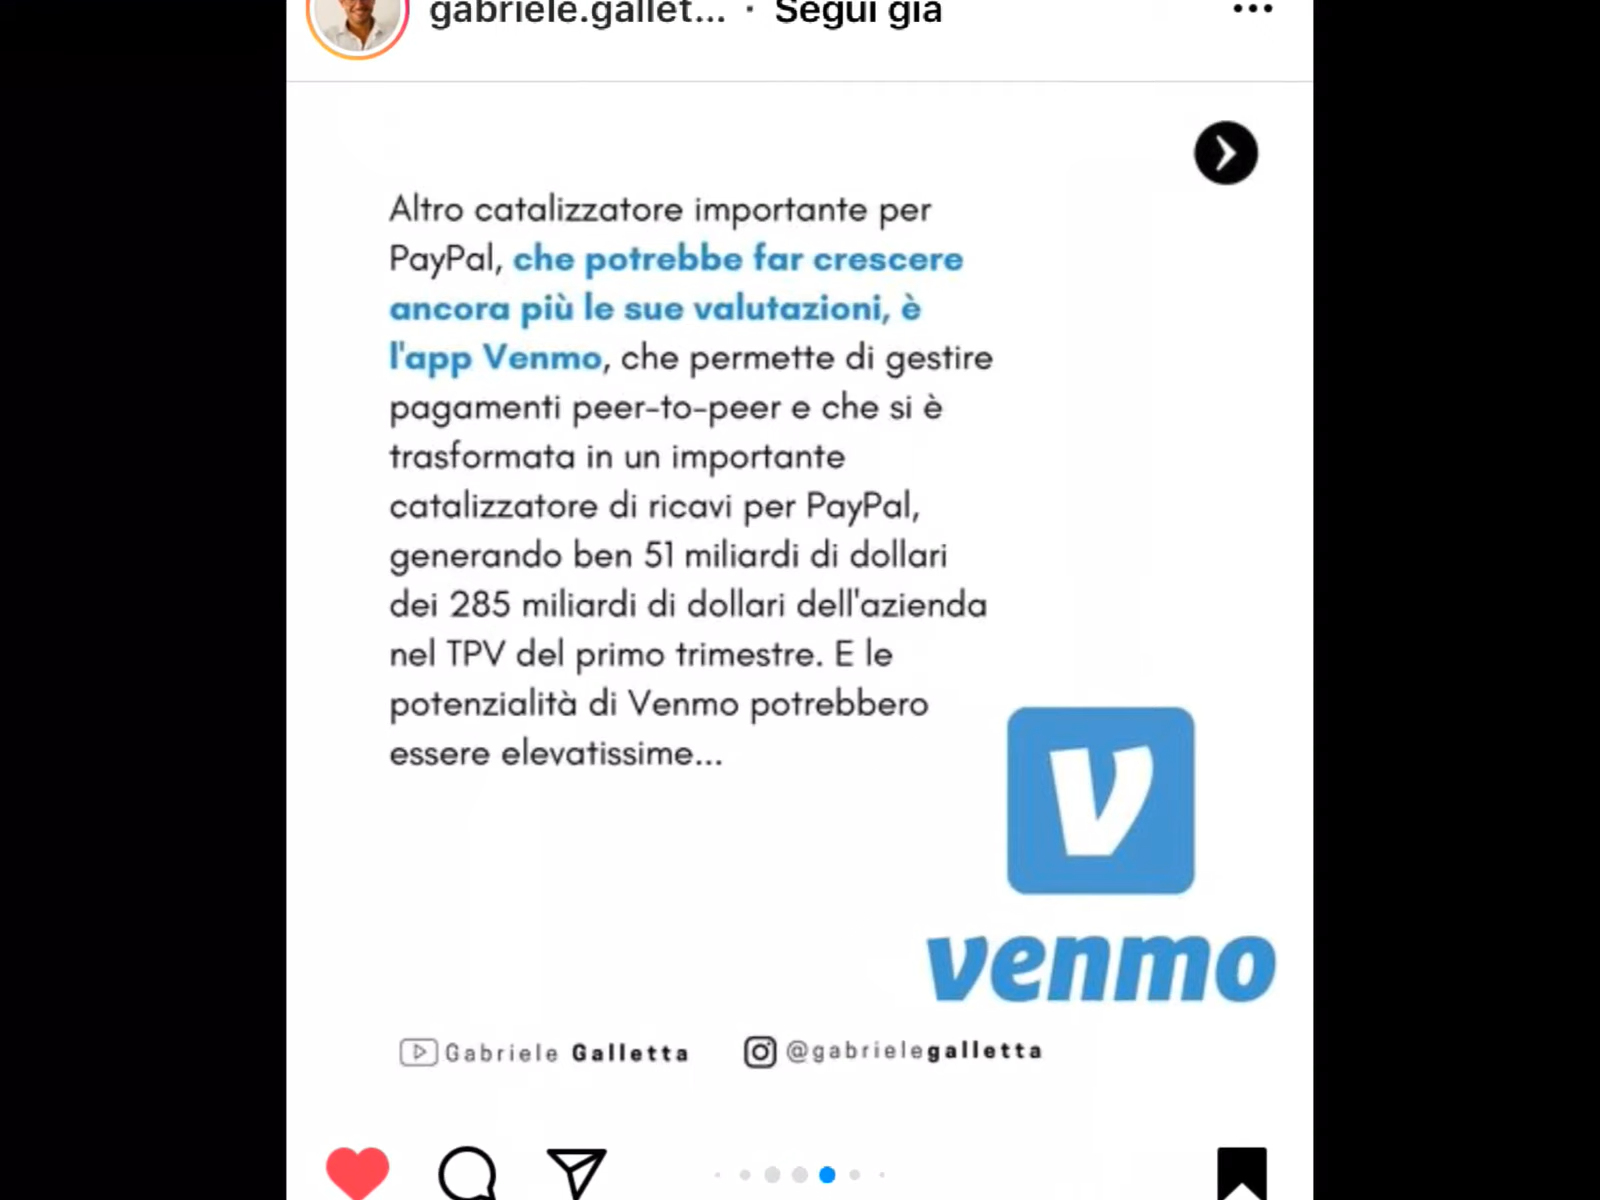 gabriele.gallet... · Segui già
Altro catalizzatore importante per
PayPal, che potrebbe far crescere
ancora più le sue valutazioni, è
l'app Venmo, che permette di gestire
pagamenti peer-to-peer e che si è
trasformata in un importante
catalizzatore di ricavi per PayPal,
generando ben 51 miliardi di dollari
dei 285 miliardi di dollari dell'azienda
nel TPV del primo trimestre. E le
potenzialità di Venmo potrebbero
essere elevatissime...
V
venmo
Gabriele Galletta @gabrielegalletta